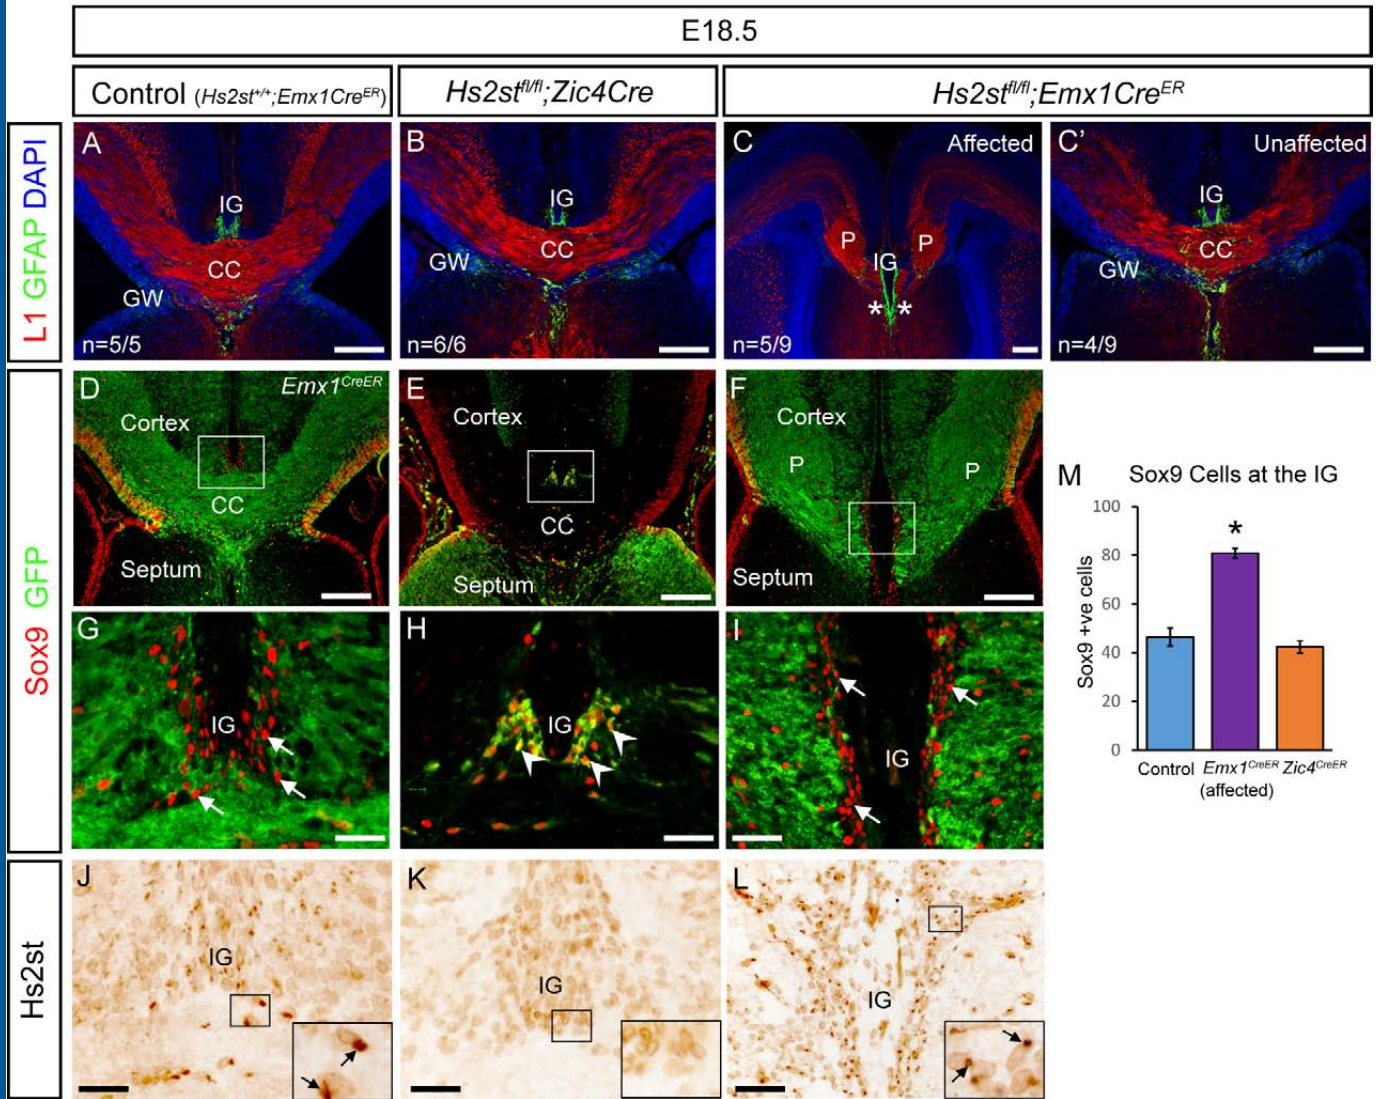 E18.5
Control (Hs2st+/+;Emx1CreER)
Hs2stfl/fl;Zic4Cre
Hs2stfl/fl;Emx1CreER
L1 GFAP DAPI
A
IG
CC
GW
n=5/5
B
IG
CC
GW
n=6/6
C
Affected
P
P
IG
* *
n=5/9
C'
Unaffected
IG
CC
GW
n=4/9
Sox9 GFP
D
Emx1CreER
Cortex
CC
Septum
E
Cortex
CC
Septum
F
Cortex
P
P
Septum
G
IG
H
IG
I
IG
M
Sox9 Cells at the IG
Sox9 +ve cells
100
80
60
40
20
0
*
Control
Emx1CreER
(affected)
Zic4CreER
Hs2st
J
IG
K
IG
L
IG